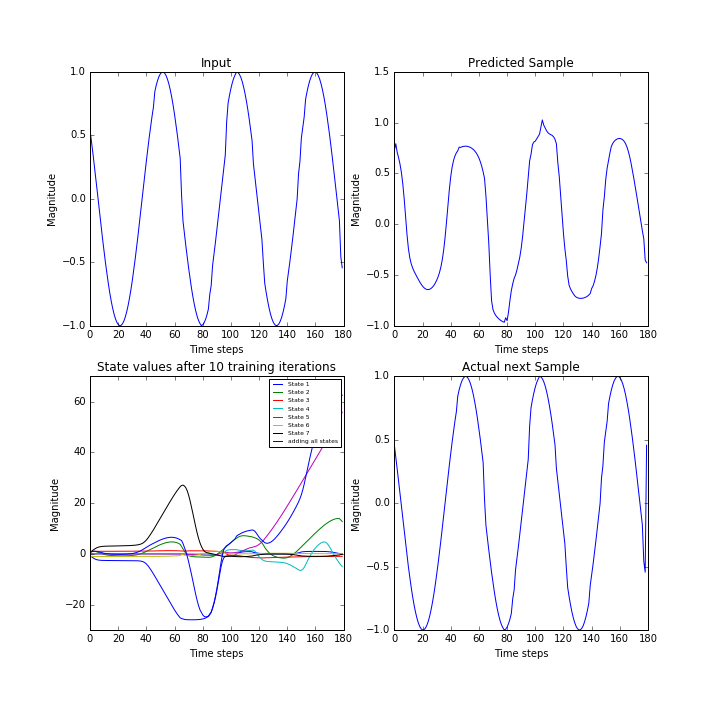 Input
Magnitude
1.0
0.5
0.0
−0.5
−1.0
0 20 40 60 80 100 120 140 160 180
Time steps
Predicted Sample
Magnitude
1.5
1.0
0.5
0.0
−0.5
−1.0
0 20 40 60 80 100 120 140 160 180
Time steps
State values after 10 training iterations
Magnitude
60
40
20
0
−20
0 20 40 60 80 100 120 140 160 180
Time steps
State 1
State 2
State 3
State 4
State 5
State 6
State 7
adding all states
Actual next Sample
Magnitude
1.0
0.5
0.0
−0.5
−1.0
0 20 40 60 80 100 120 140 160 180
Time steps